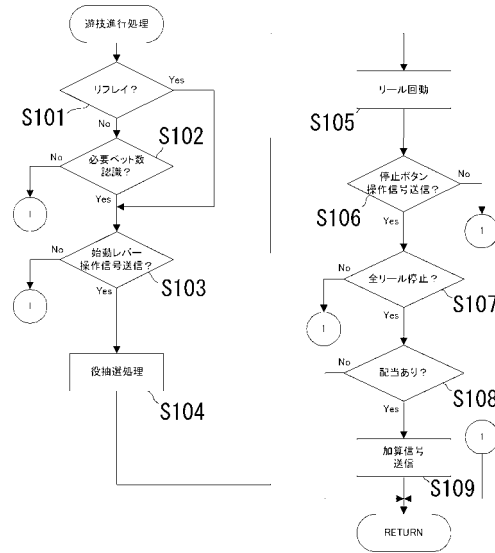 遊技進行処理
リプレイ？
Yes
S101
No
S102
No
必要ベット数
認識？
Yes
1
No
始動レバー
操作信号送信？
S103
1
Yes
役抽選処理
S104
リール回動
S105
停止ボタン
操作信号送信？
No
S106
Yes
1
No
全リール停止？
S107
1
Yes
No
配当あり？
S108
Yes
1
加算信号
送信
S109
RETURN